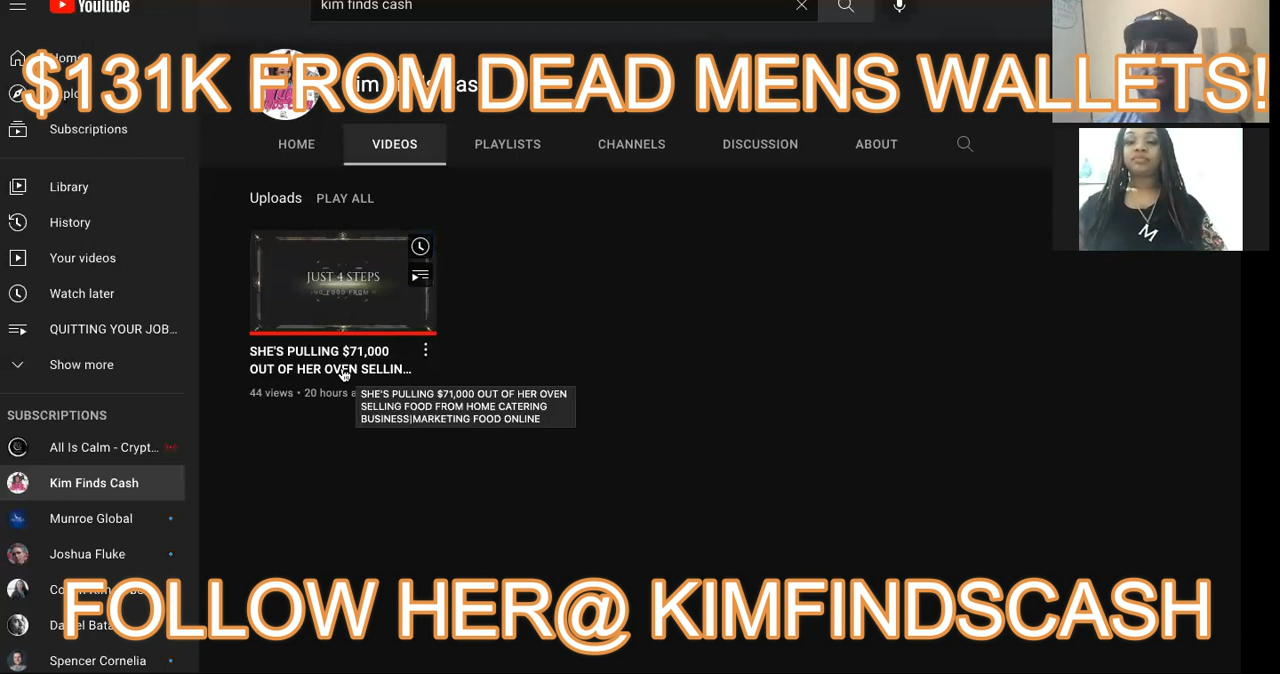 YouTube
kim finds cash
$131K FROM DEAD MENS WALLETS!
Home
Subscriptions
HOME
VIDEOS
PLAYLISTS
CHANNELS
DISCUSSION
ABOUT
Library
Uploads
PLAY ALL
History
Your videos
JUST 4 STEPS
Watch later
QUITTING YOUR JOB...
SHE'S PULLING $71,000
OUT OF HER OVEN SELLIN...
Show more
44 views • 20 hours a
SHE'S PULLING $71,000 OUT OF HER OVEN
SELLING FOOD FROM HOME CATERING
BUSINESS|MARKETING FOOD ONLINE
SUBSCRIPTIONS
All Is Calm - Crypt...
Kim Finds Cash
Munroe Global
Joshua Fluke
FOLLOW HER@ KIMFINDSCASH
Spencer Cornelia
M